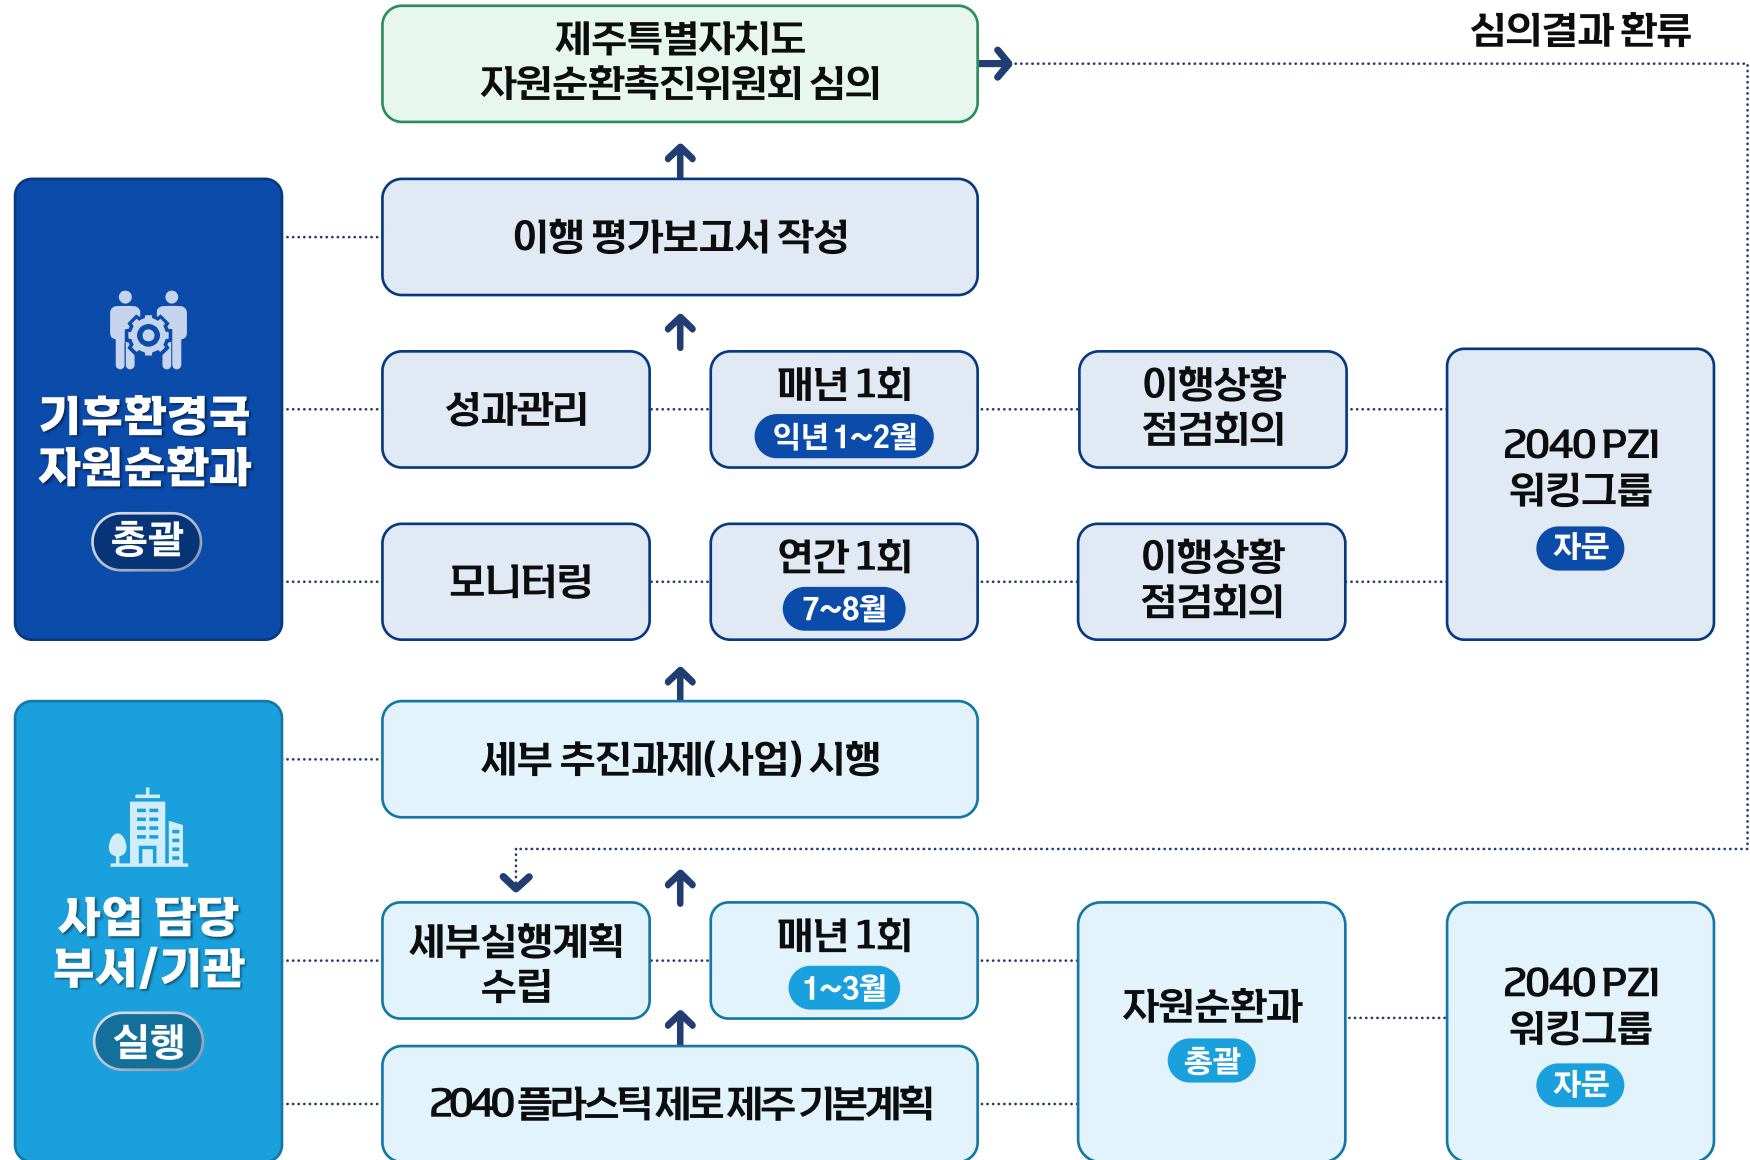 제주특별자치도
자원순환촉진위원회 심의
심의결과 환류
기후환경국
자원순환과
총괄
이행 평가보고서 작성
성과관리
매년 1회
익년 1~2월
이행상황
점검회의
모니터링
연간 1회
7~8월
이행상황
점검회의
2040 PZI
워킹그룹
자문
사업 담당
부서/기관
실행
세부 추진과제(사업) 시행
세부실행계획
수립
매년 1회
1~3월
2040 플라스틱 제로 제주 기본계획
자원순환과
총괄
2040 PZI
워킹그룹
자문